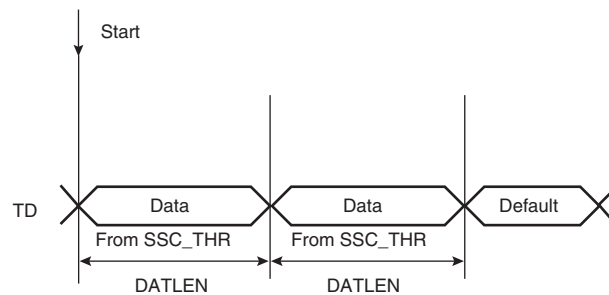 Start
TD Data Data Default
From SSC_THR From SSC_THR
DATLEN DATLEN